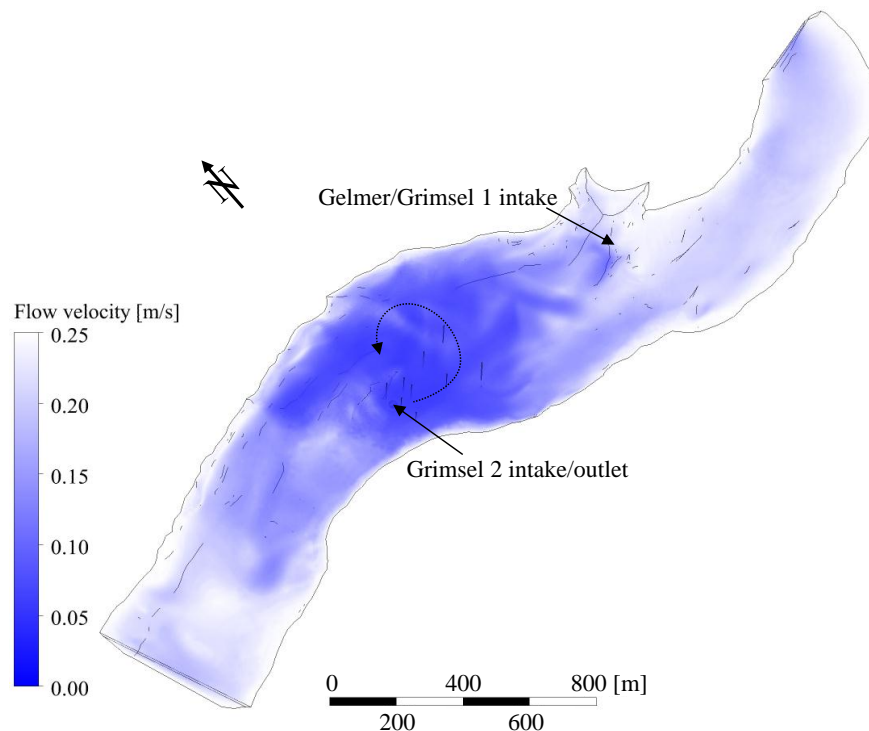 N
Gelmer/Grimsel 1 intake
Flow velocity [m/s]
0.25
0.20
0.15
0.10
0.05
0.00
Grimsel 2 intake/outlet
0 400 800 [m]
200 600